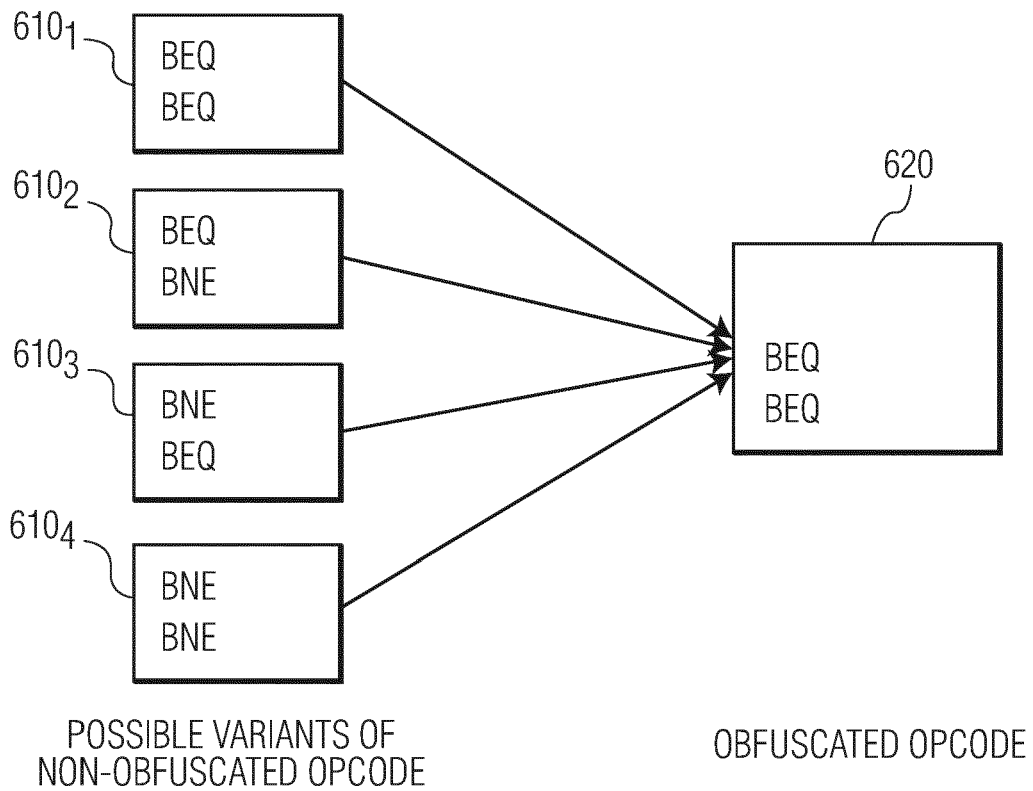 610₁
BEQ
BEQ
610₂
BEQ
BNE
610₃
BNE
BEQ
610₄
BNE
BNE
POSSIBLE VARIANTS OF
NON-OBFUSCATED OPCODE
620
BEQ
BEQ
OBFUSCATED OPCODE